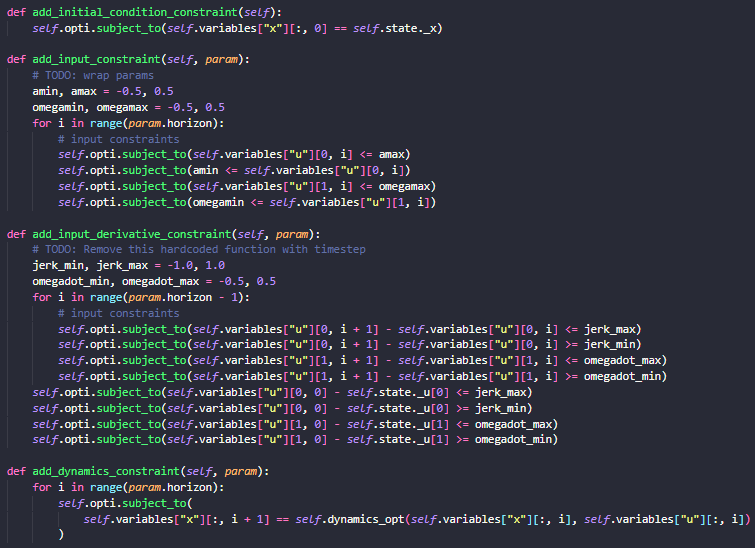 def add_initial_condition_constraint(self):
    self.opti.subject_to(self.variables["x"][:, 0] == self.state._x)

def add_input_constraint(self, param):
    # TODO: wrap params
    amin, amax = -0.5, 0.5
    omegamin, omegamax = -0.5, 0.5
    for i in range(param.horizon):
        # input constraints
        self.opti.subject_to(self.variables["u"][0, i] <= amax)
        self.opti.subject_to(amin <= self.variables["u"][0, i])
        self.opti.subject_to(self.variables["u"][1, i] <= omegamax)
        self.opti.subject_to(omegamin <= self.variables["u"][1, i])

def add_input_derivative_constraint(self, param):
    # TODO: Remove this hardcoded function with timestep
    jerk_min, jerk_max = -1.0, 1.0
    omegadot_min, omegadot_max = -0.5, 0.5
    for i in range(param.horizon - 1):
        # input constraints
        self.opti.subject_to(self.variables["u"][0, i + 1] - self.variables["u"][0, i] <= jerk_max)
        self.opti.subject_to(self.variables["u"][0, i + 1] - self.variables["u"][0, i] >= jerk_min)
        self.opti.subject_to(self.variables["u"][1, i + 1] - self.variables["u"][1, i] <= omegadot_max)
        self.opti.subject_to(self.variables["u"][1, i + 1] - self.variables["u"][1, i] >= omegadot_min)
    self.opti.subject_to(self.variables["u"][0, 0] - self.state._u[0] <= jerk_max)
    self.opti.subject_to(self.variables["u"][0, 0] - self.state._u[0] >= jerk_min)
    self.opti.subject_to(self.variables["u"][1, 0] - self.state._u[1] <= omegadot_max)
    self.opti.subject_to(self.variables["u"][1, 0] - self.state._u[1] >= omegadot_min)

def add_dynamics_constraint(self, param):
    for i in range(param.horizon):
        self.opti.subject_to(
            self.variables["x"][:, i + 1] == self.dynamics_opt(self.variables["x"][:, i], self.variables["u"][:, i])
        )